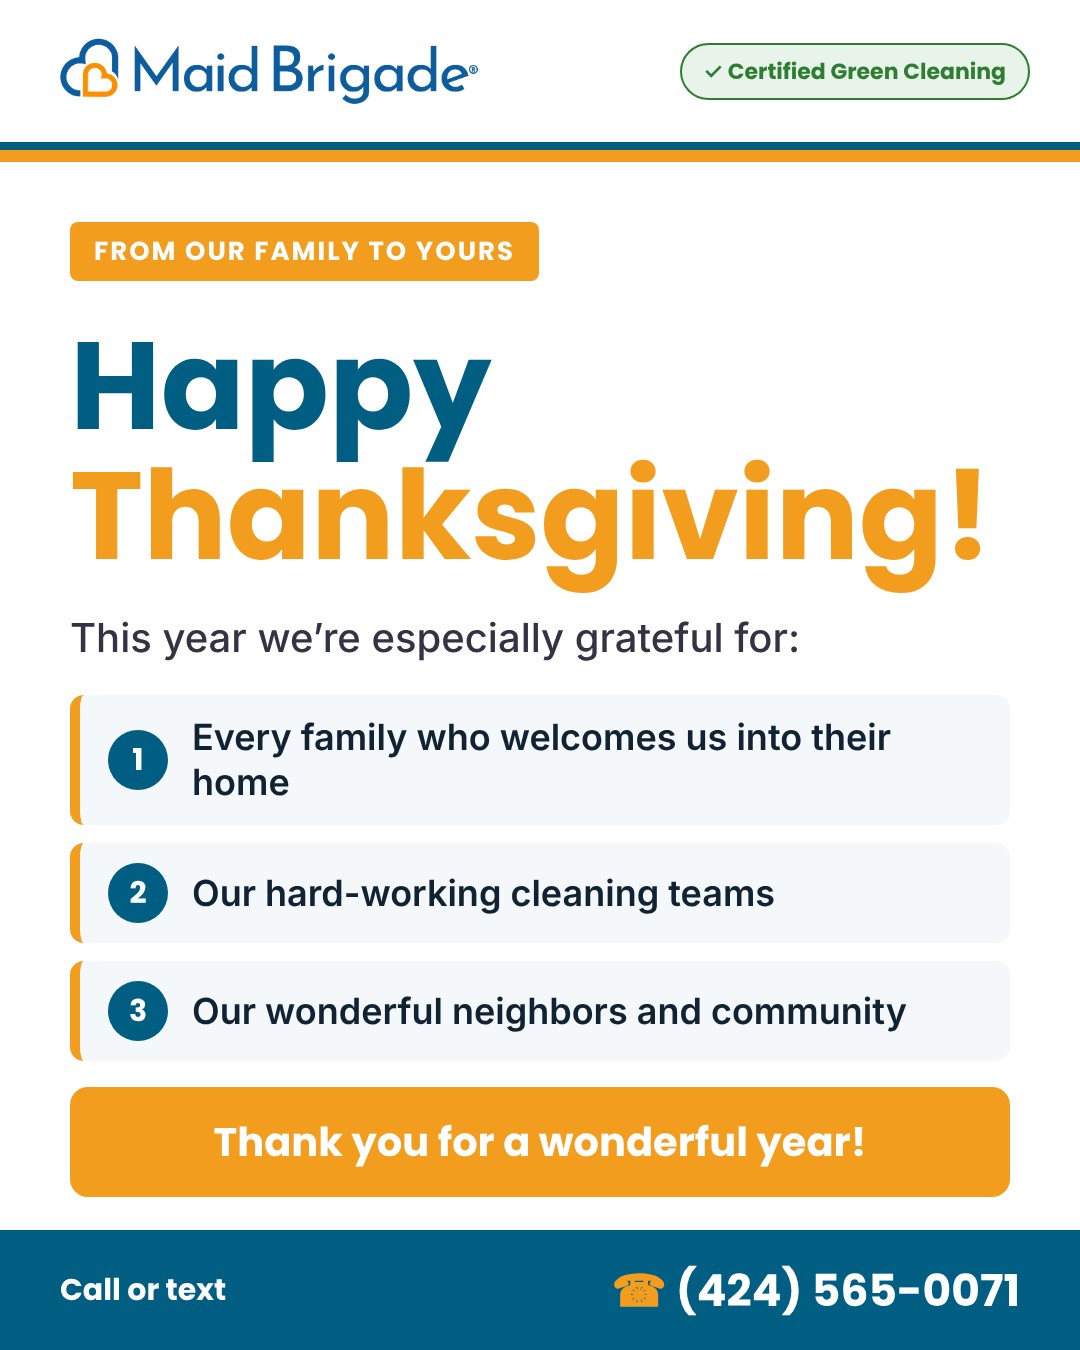 Maid Brigade®
✓ Certified Green Cleaning
FROM OUR FAMILY TO YOURS
Happy
Thanksgiving!
This year we’re especially grateful for:
1 Every family who welcomes us into their
home
2 Our hard-working cleaning teams
3 Our wonderful neighbors and community
Thank you for a wonderful year!
Call or text
☎ (424) 565-0071